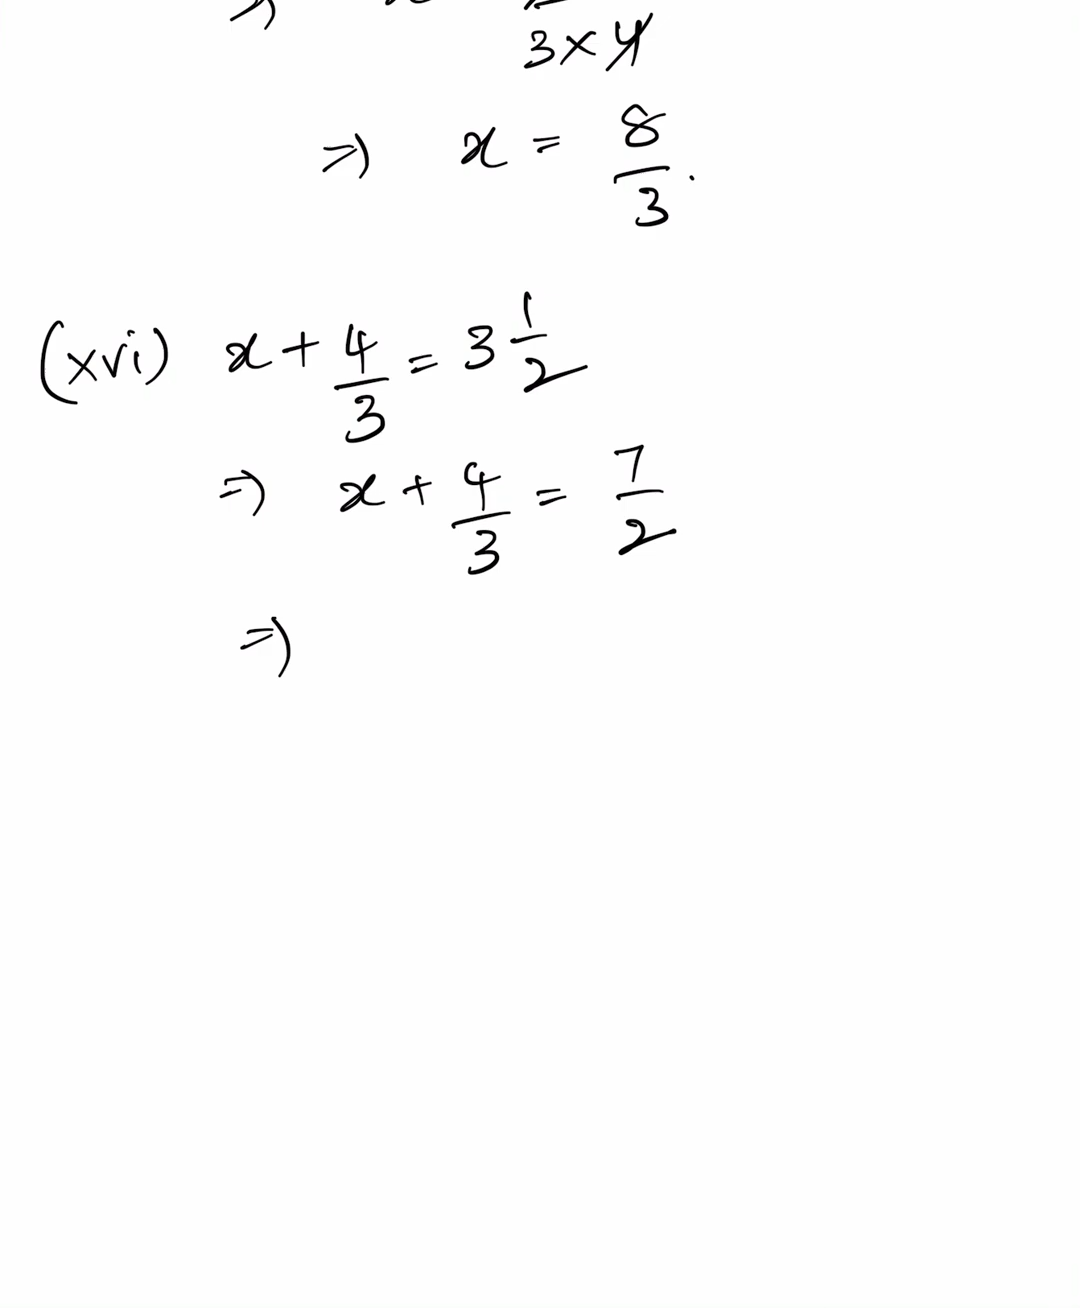 =)
3 × 4
=) x = 8/3.
(xvi) x + 4/3 = 3 1/2
=) x + 4/3 = 7/2
=)